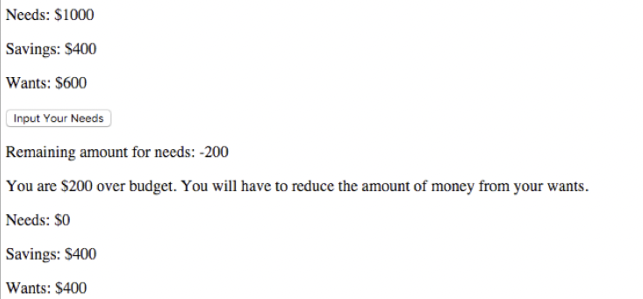 Needs: $1000
Savings: $400
Wants: $600
Input Your Needs
Remaining amount for needs: -200
You are $200 over budget. You will have to reduce the amount of money from your wants.
Needs: $0
Savings: $400
Wants: $400